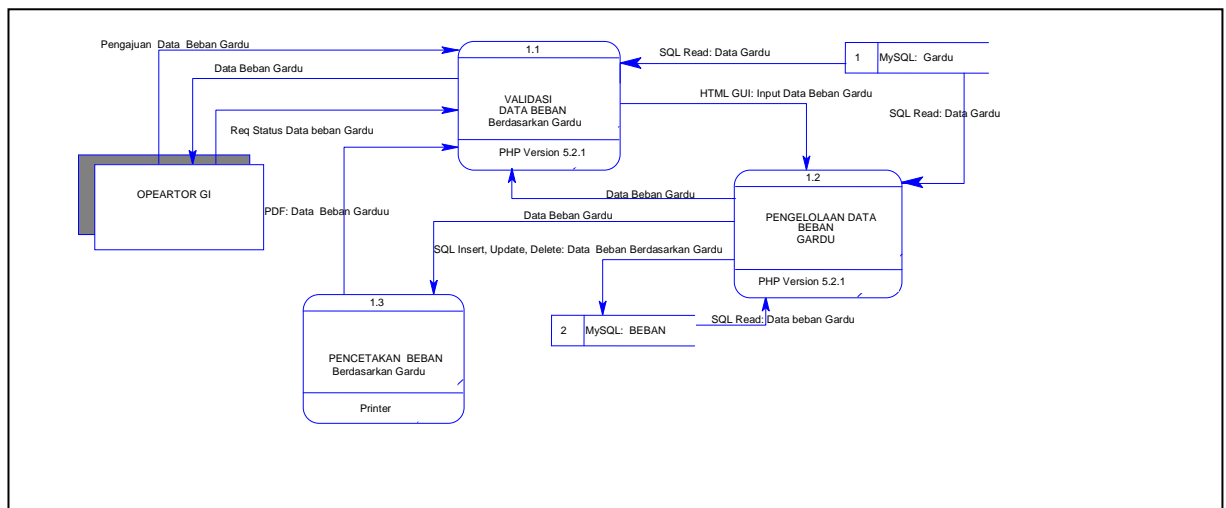 Pengajuan Data Beban Gardu
1.1
SQL Read: Data Gardu
1
MySQL: Gardu
Data Beban Gardu
HTML GUI: Input Data Beban Gardu
VALIDASI
DATA BEBAN
Berdasarkan Gardu
SQL Read: Data Gardu
Req Status Data beban Gardu
PHP Version 5.2.1
1.2
OPEARTOR GI
Data Beban Gardu
PDF: Data Beban Garduu
Data Beban Gardu
PENGELOLAAN DATA
BEBAN
GARDU
SQL Insert, Update, Delete: Data Beban Berdasarkan Gardu
PHP Version 5.2.1
1.3
SQL Read: Data beban Gardu
2
MySQL: BEBAN
PENCETAKAN BEBAN
Berdasarkan Gardu
Printer